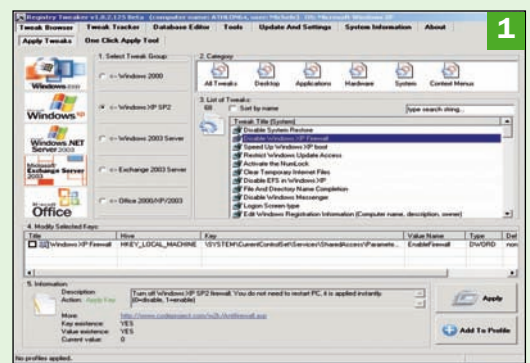 Registry Tweaker v1.0.2.125 Beta (computer name: ATHLON64, user: Michele) OS: Microsoft Windows XP
1
Tweak Browser Tweak Tracker Database Editor Tools Update And Settings System Information About
Apply Tweaks One Click Apply Tool
1. Select Tweak Group
2. Category
Windows 2000
<- Windows 2000
All Tweaks Desktop Applications Hardware System Context Menus
3. List of Tweaks:
68 Sort by name
[type search string...
Windows xp
<- Windows XP SP2
Tweak Title (System)
Disable System Restore
Disable Windows XP Firewall
Speed Up Windows XP boot
Restrict Windows Update Access
Windows.NET
Server 2003
<- Windows 2003 Server
Activate the NumLock
Clear Temporary Internet Files
Disable EFS in Windows XP
Microsoft
Exchange Server
2003
<- Exchange 2003 Server
File And Directory Name Completion
Disable Windows Messenger
Logon Screen type
Microsoft
Office
<- Office 2000/XP/2003
Edit Windows Registration Information (Computer name, description, owner)
4. Modify Selected Keys:
Title Hive Key Value Name Type Def
Windows XP Firewall HKEY_LOCAL_MACHINE \SYSTEM\CurrentControlSet\Services\SharedAccess\Paramete... EnableFirewall DWORD non
5. Information
Description: Turn off Windows XP SP2 firewall. You do not need to restart PC, it is applied instantly.
Action: Apply Key (0=disable, 1=enable)
Apply
More:
Key existence: YES
Value existence: YES
Current value: 0
Add To Profile
No profiles applied.